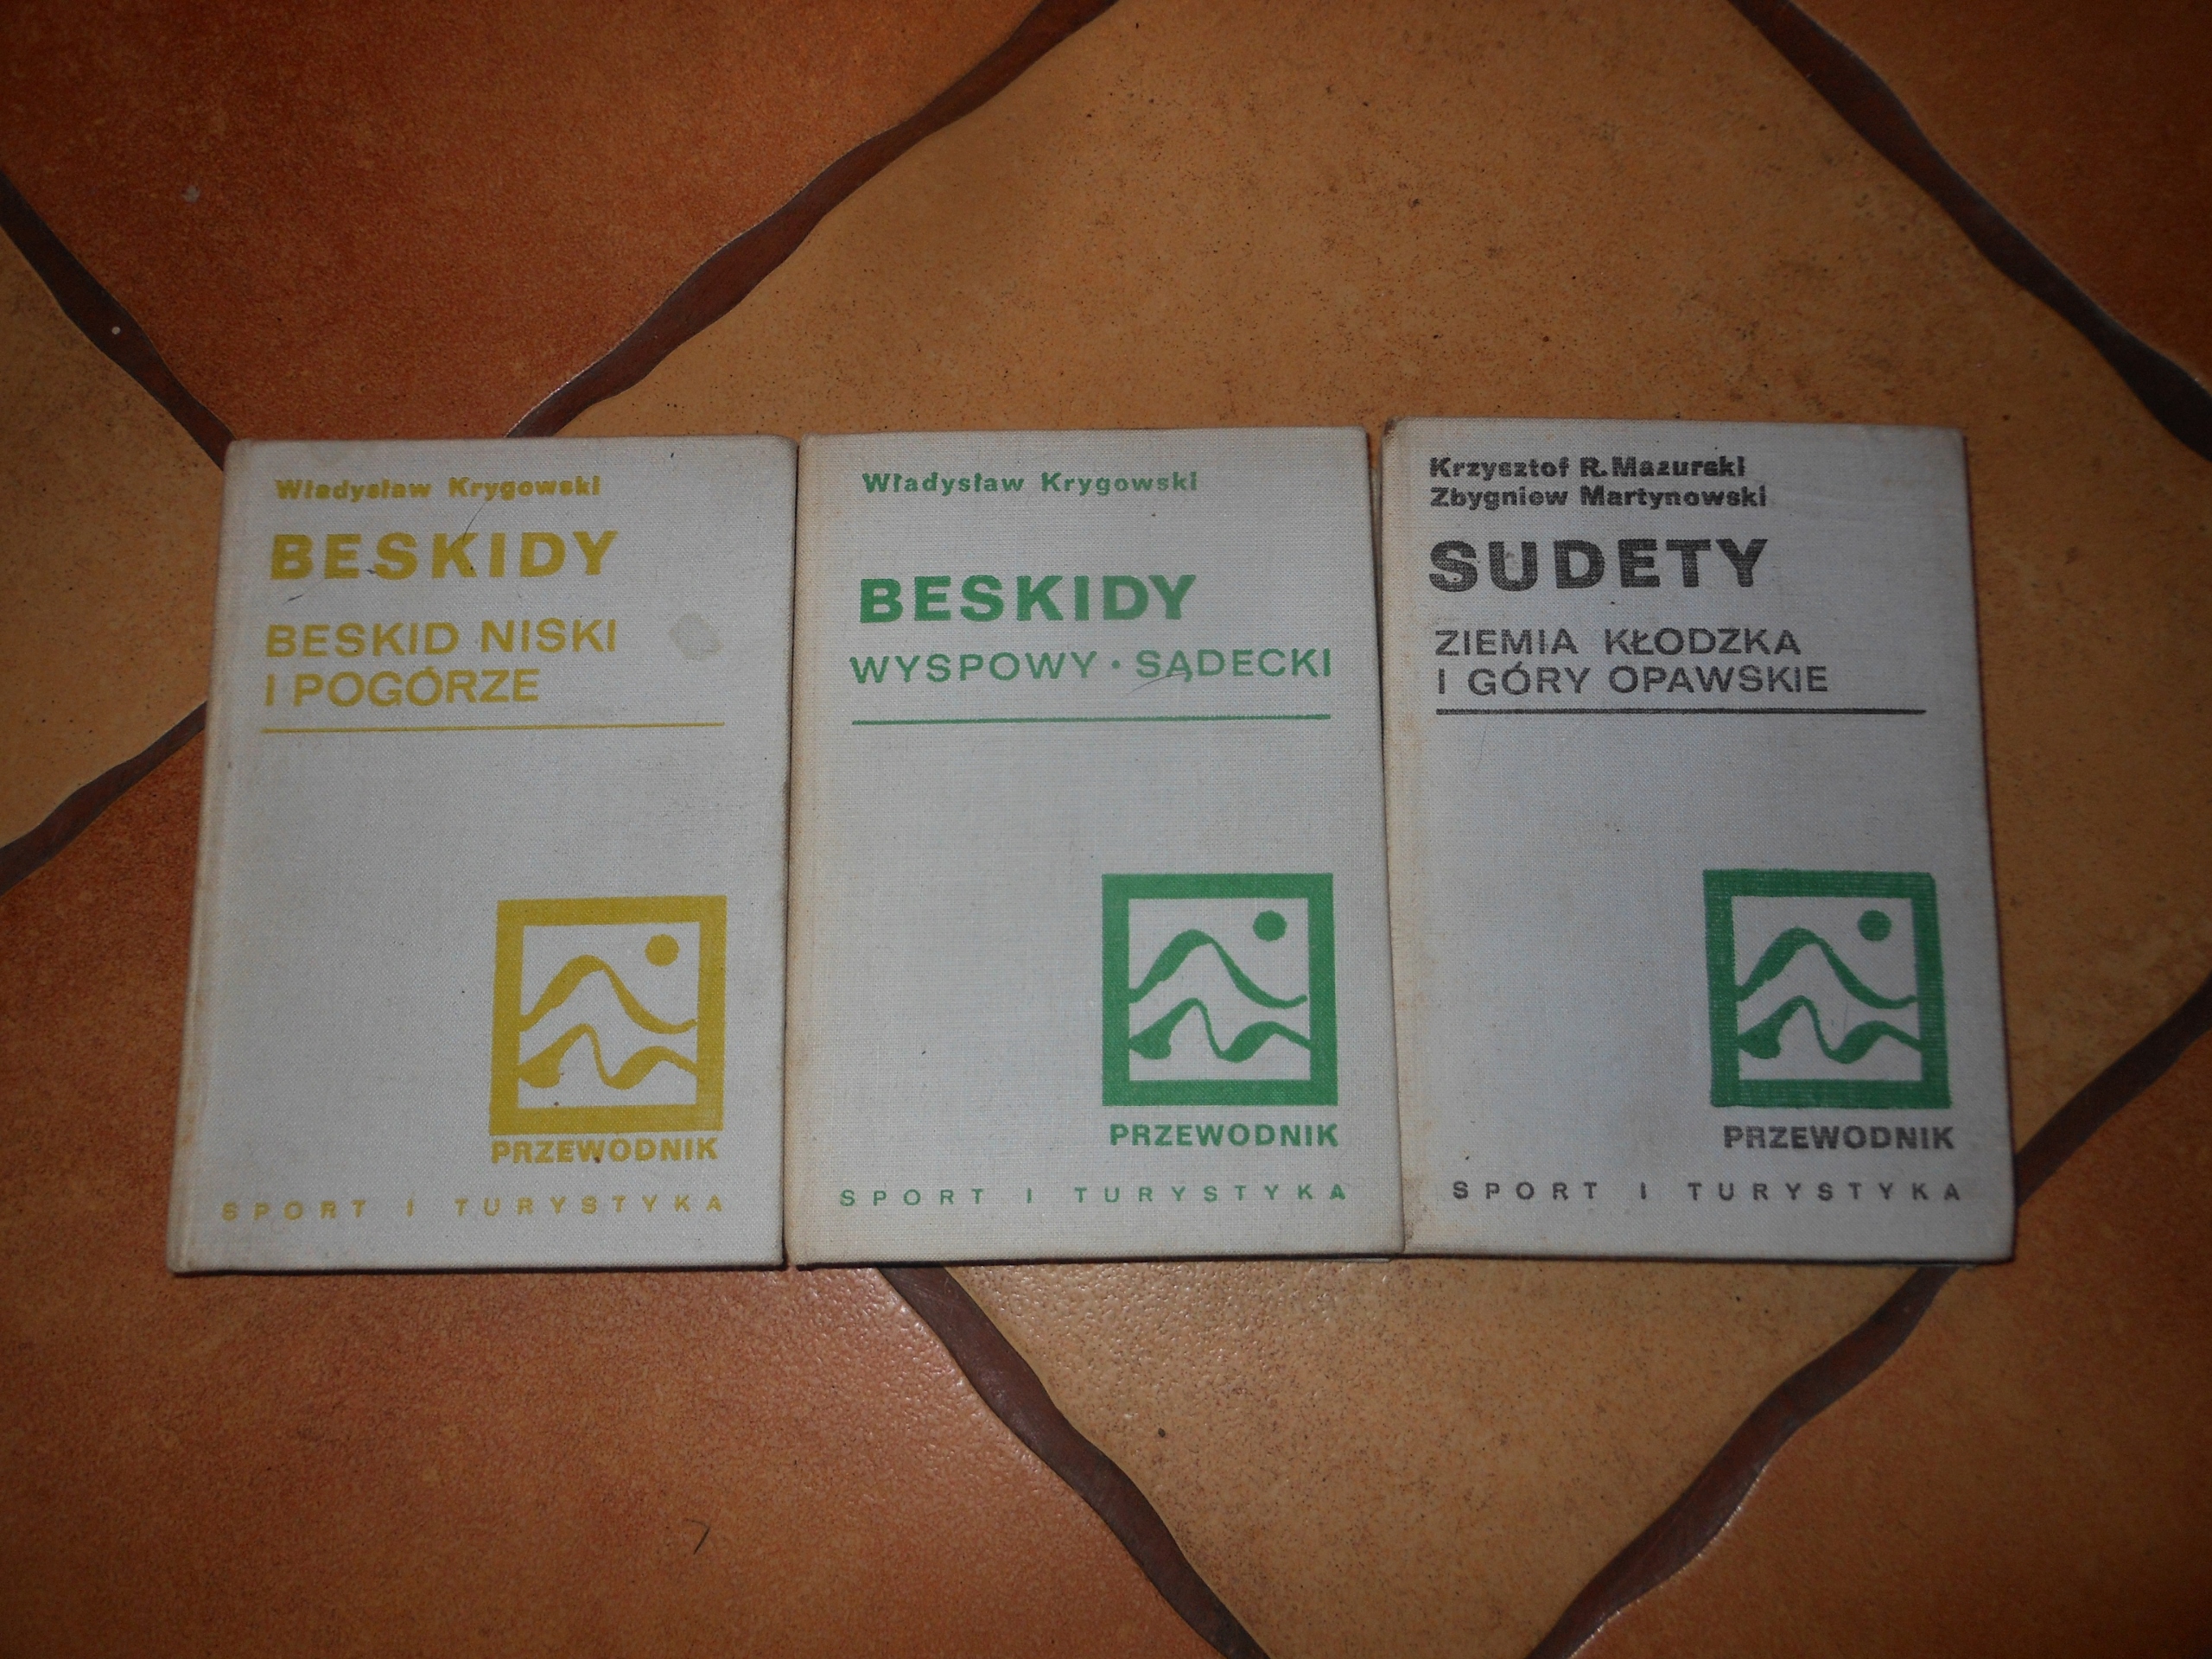 Władysław Krygowski
BESKIDY
BESKID NISKI
I POGÓRZE
PRZEWODNIK
SPORT I TURYSTYKA
Władysław Krygowski
BESKIDY
WYSPOWY • SĄDECKI
PRZEWODNIK
SPORT I TURYSTYKA
Krzysztof R. Mazurski
Zbygniew Martynowski
SUDETY
ZIEMIA KŁODZKA
I GÓRY OPAWSKIE
PRZEWODNIK
SPORT I TURYSTYKA